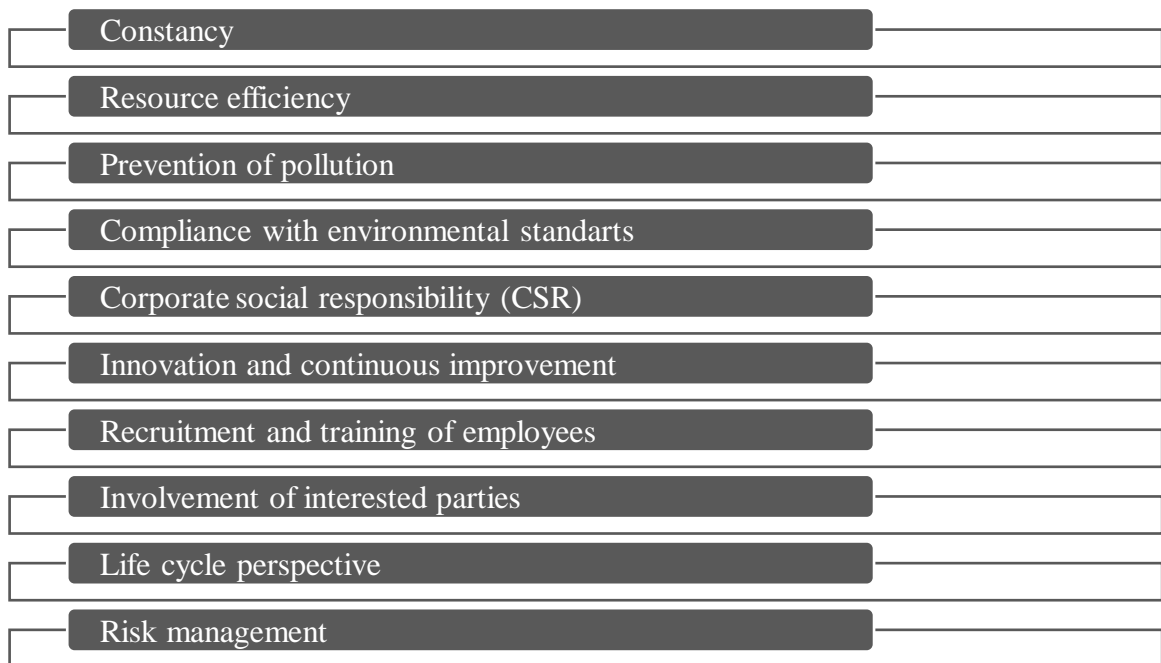 Constancy
Resource efficiency
Prevention of pollution
Compliance with environmental standarts
Corporate social responsibility (CSR)
Innovation and continuous improvement
Recruitment and training of employees
Involvement of interested parties
Life cycle perspective
Risk management